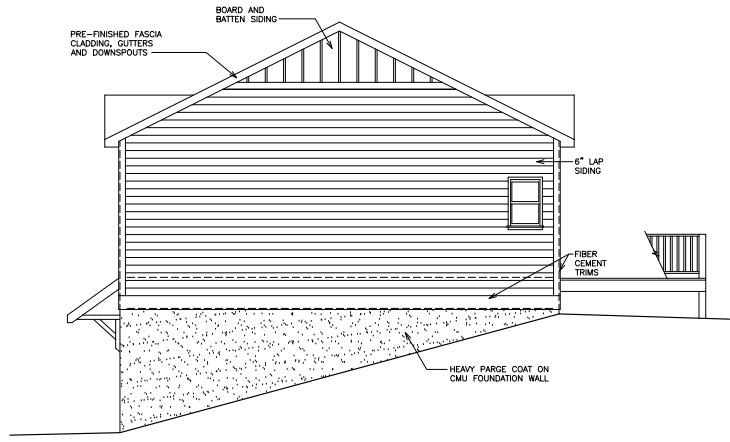 BOARD AND
BATTEN SIDING
PRE-FINISHED FASCIA
CLADDING, GUTTERS
AND DOWNSPOUTS
6" LAP
SIDING
FIBER
CEMENT
TRIMS
HEAVY PARGE COAT ON
CMU FOUNDATION WALL